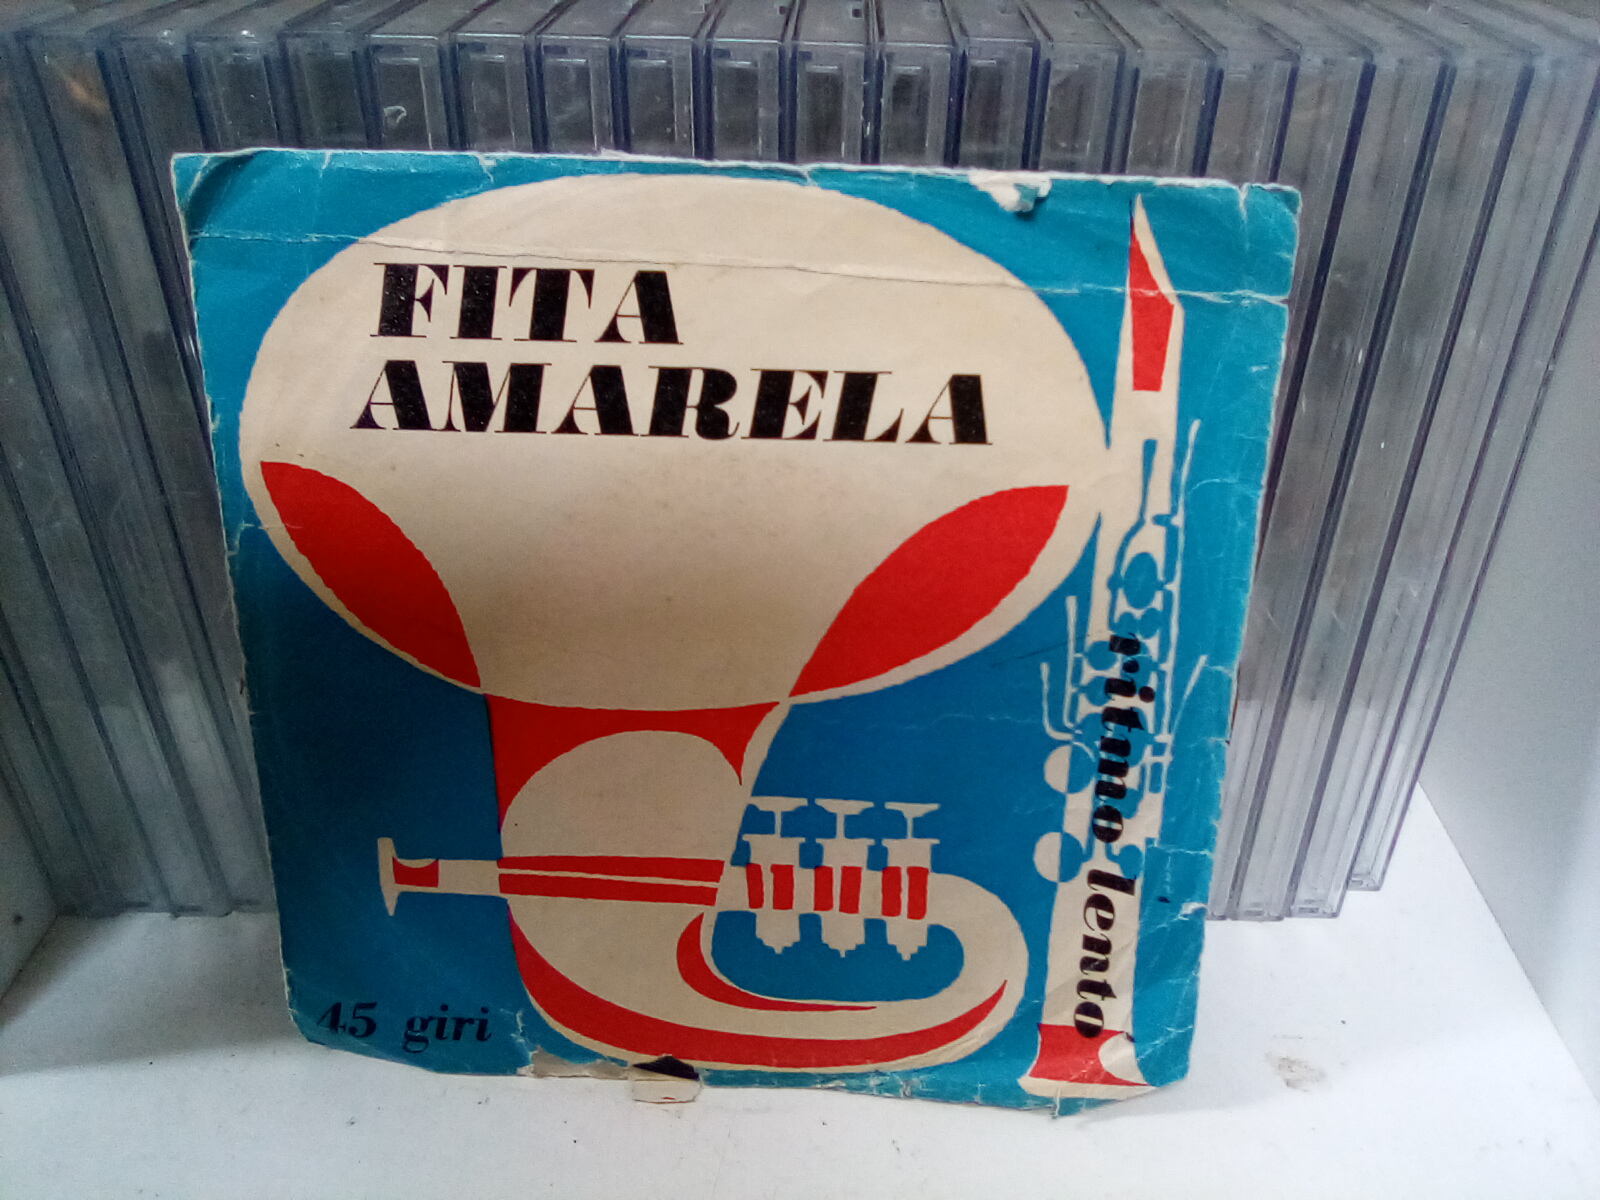 FITA
AMARELA
ritmo lento
45 giri